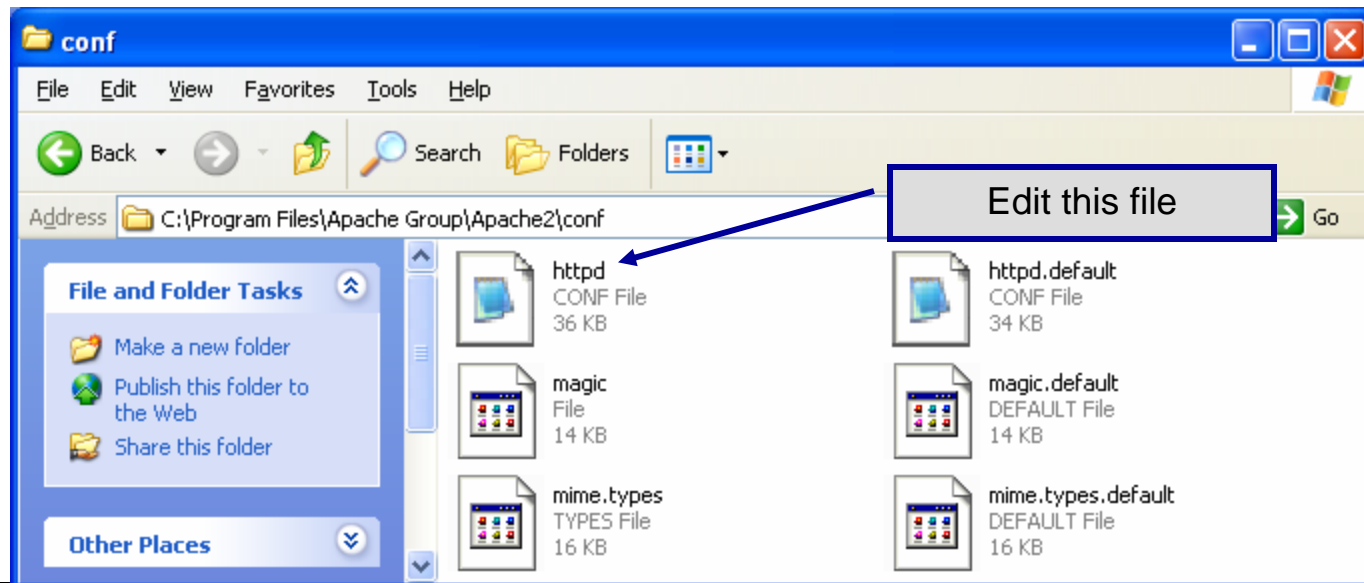 conf
File Edit View Favorites Tools Help
Back Search Folders
Edit this file
Address C:\Program Files\Apache Group\Apache2\conf Go
File and Folder Tasks
Make a new folder
Publish this folder to
the Web
Share this folder
Other Places
httpd
CONF File
36 KB
httpd.default
CONF File
34 KB
magic
File
14 KB
magic.default
DEFAULT File
14 KB
mime.types
TYPES File
16 KB
mime.types.default
DEFAULT File
16 KB